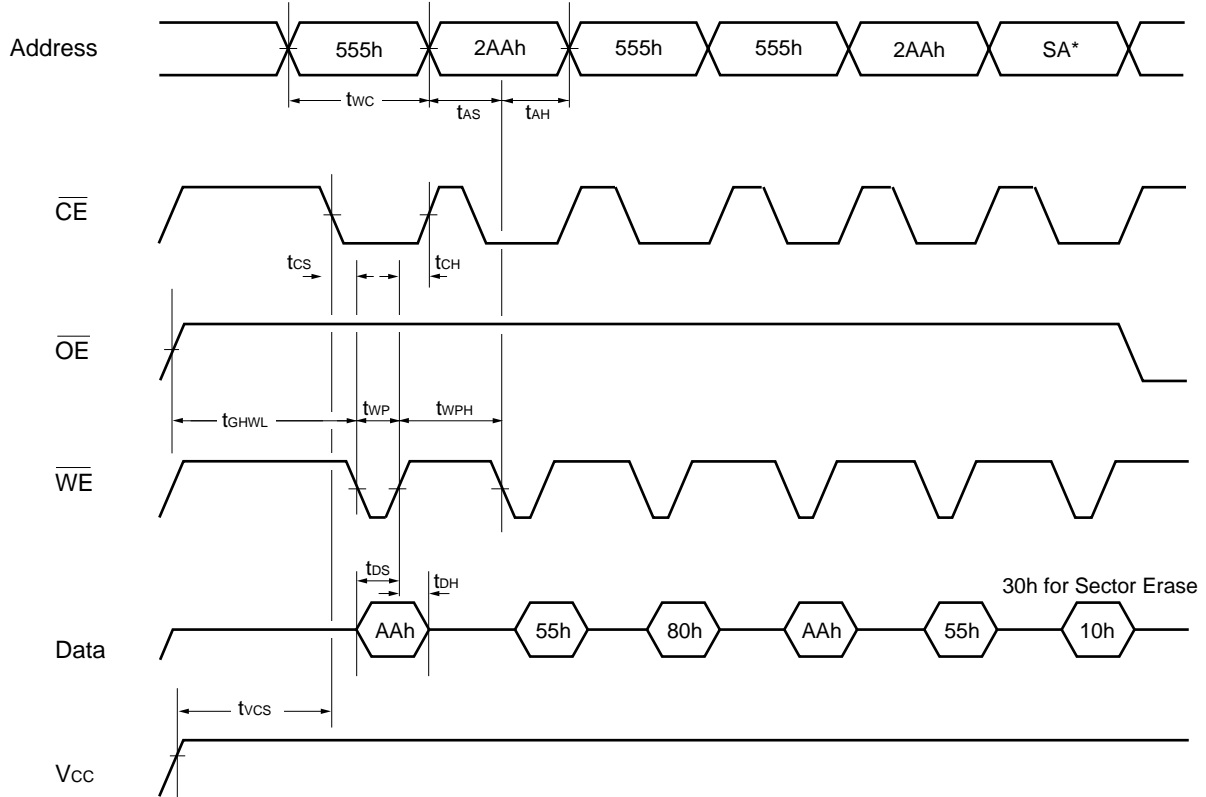 Address
555h
2AAh
555h
555h
2AAh
SA*
tWC
tAS
tAH
CE
tCS
tCH
OE
tGHWL
tWP
tWPH
WE
tDS
tDH
30h for Sector Erase
Data
AAh
55h
80h
AAh
55h
10h
tVCS
VCC